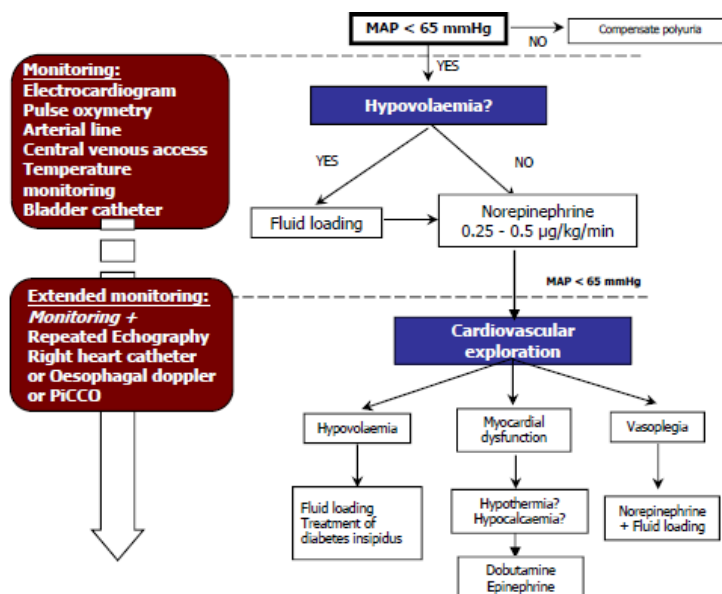 MAP < 65 mmHg
NO
Compensate polyuria
YES
Monitoring:
Electrocardiogram
Pulse oxymetry
Arterial line
Central venous access
Temperature
monitoring
Bladder catheter
Hypovolaemia?
YES
NO
Fluid loading
Norepinephrine
0.25 - 0.5 µg/kg/min
MAP < 65 mmHg
Extended monitoring:
Monitoring +
Repeated Echography
Right heart catheter
or Oesophagal doppler
or PiCCO
Cardiovascular
exploration
Hypovolaemia
Myocardial
dysfunction
Vasoplegia
Fluid loading
Treatment of
diabetes insipidus
Hypothermia?
Hypocalcaemia?
Norepinephrine
+ Fluid loading
Dobutamine
Epinephrine